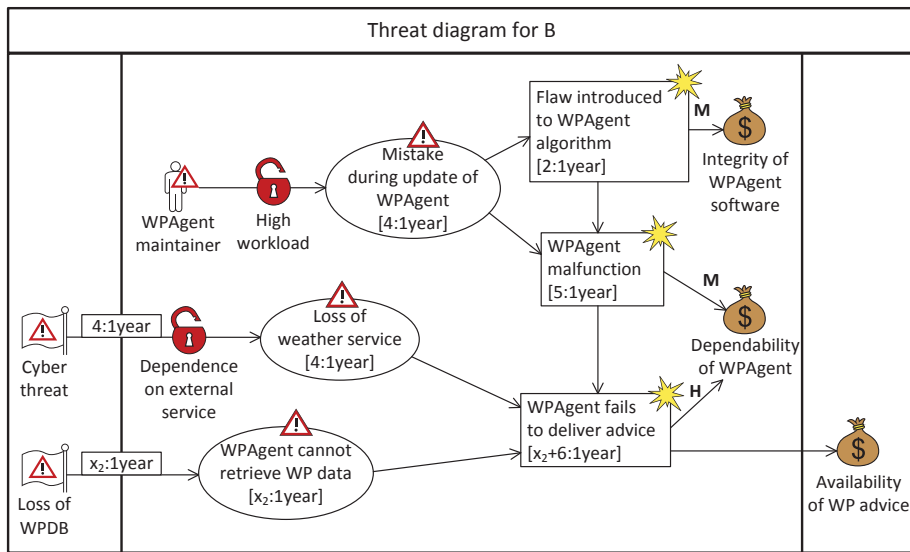 Threat diagram for B
Flaw introduced
to WPAgent
algorithm
[2:1year]
M
$
Integrity of
WPAgent
software
Mistake
during update of
WPAgent
[4:1year]
WPAgent
maintainer
High
workload
WPAgent
malfunction
[5:1year]
M
$
Dependability
of WPAgent
4:1year
Cyber
threat
Dependence
on external
service
Loss of
weather service
[4:1year]
WPAgent fails
to deliver advice
[x₂+6:1year]
H
x₂:1year
Loss of
WPDB
WPAgent cannot
retrieve WP data
[x₂:1year]
$
Availability
of WP advice